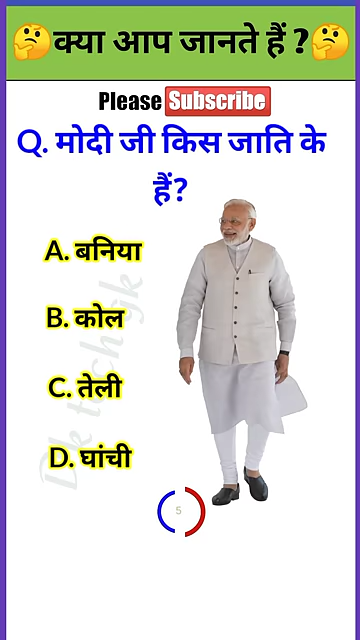 🤔क्या आप जानते हैं ?🤔
Please Subscribe
Q. मोदी जी किस जाति के
हैं?
A. बनिया
B. कोल
C. तेली
D. घांची
5